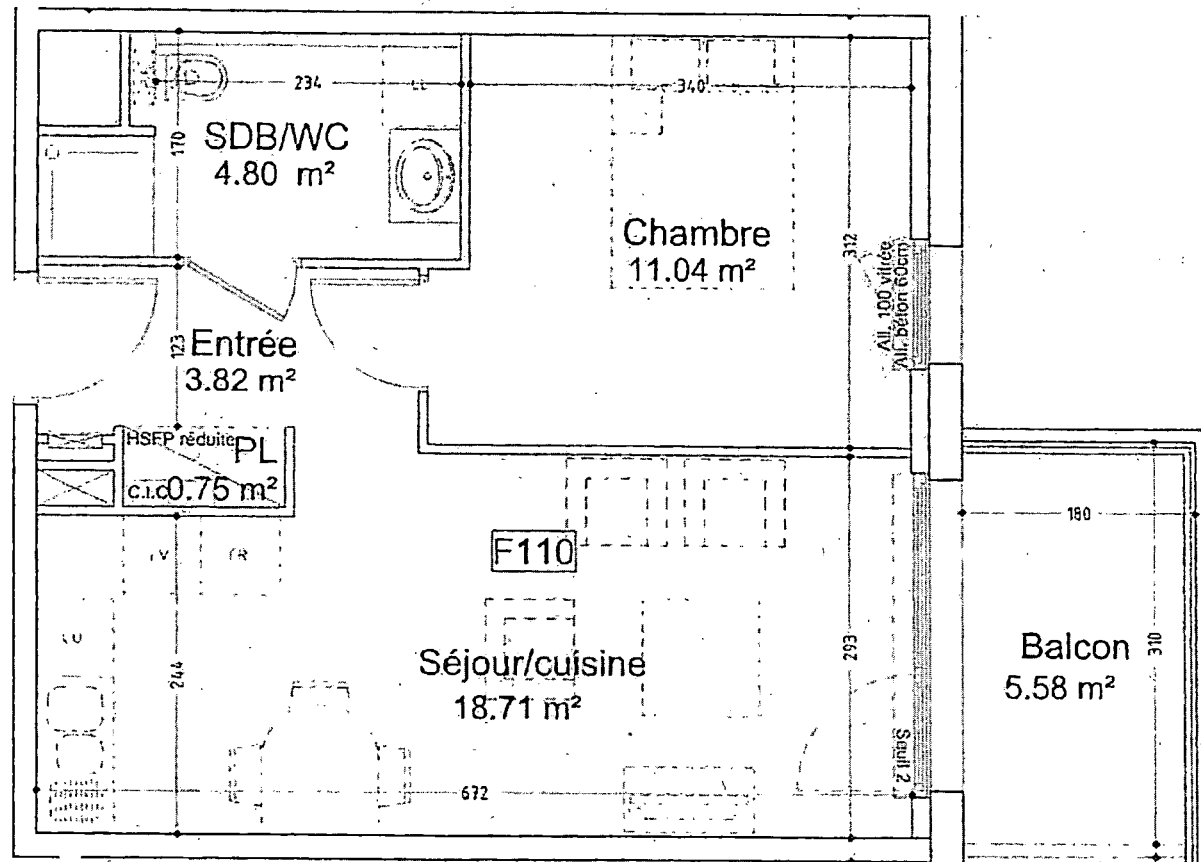 234
LL
340
170
SDB/WC
4.80 m²
Chambre
11.04 m²
312
All. 100 vitrée
All. béton 60cm
123
Entrée
3.82 m²
HSFP réduite
PL
C.I.C
0.75 m²
F110
180
244
293
310
Séjour/cuisine
18.71 m²
Balcon
5.58 m²
Seuil 2
672